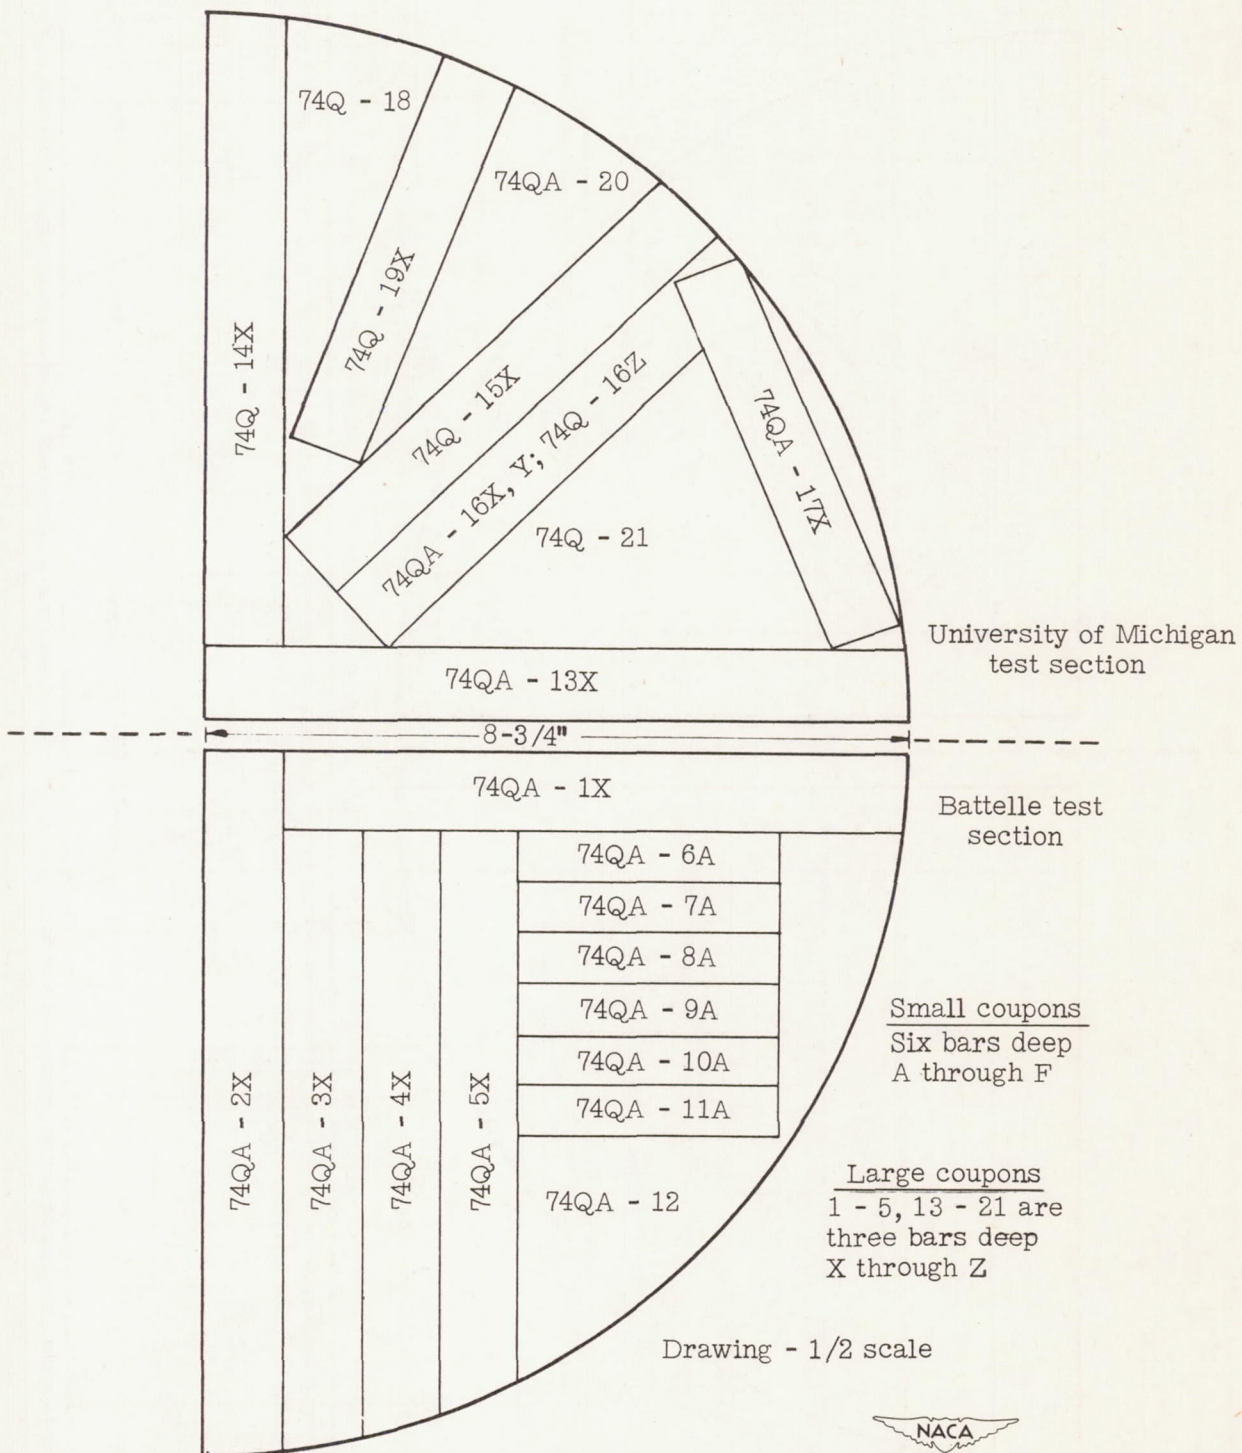 74Q - 18
74QA - 20
74Q - 19X
74Q - 14X
74Q - 15X
74QA - 16X, Y; 74Q - 16Z
74QA - 17X
74Q - 21
University of Michigan
test section
74QA - 13X
8-3/4"
74QA - 1X
Battelle test
section
74QA - 6A
74QA - 7A
74QA - 8A
74QA - 9A
74QA - 10A
74QA - 11A
74QA - 2X
74QA - 3X
74QA - 4X
74QA - 5X
74QA - 12
Small coupons
Six bars deep
A through F
Large coupons
1 - 5, 13 - 21 are
three bars deep
X through Z
Drawing - 1/2 scale
NACA